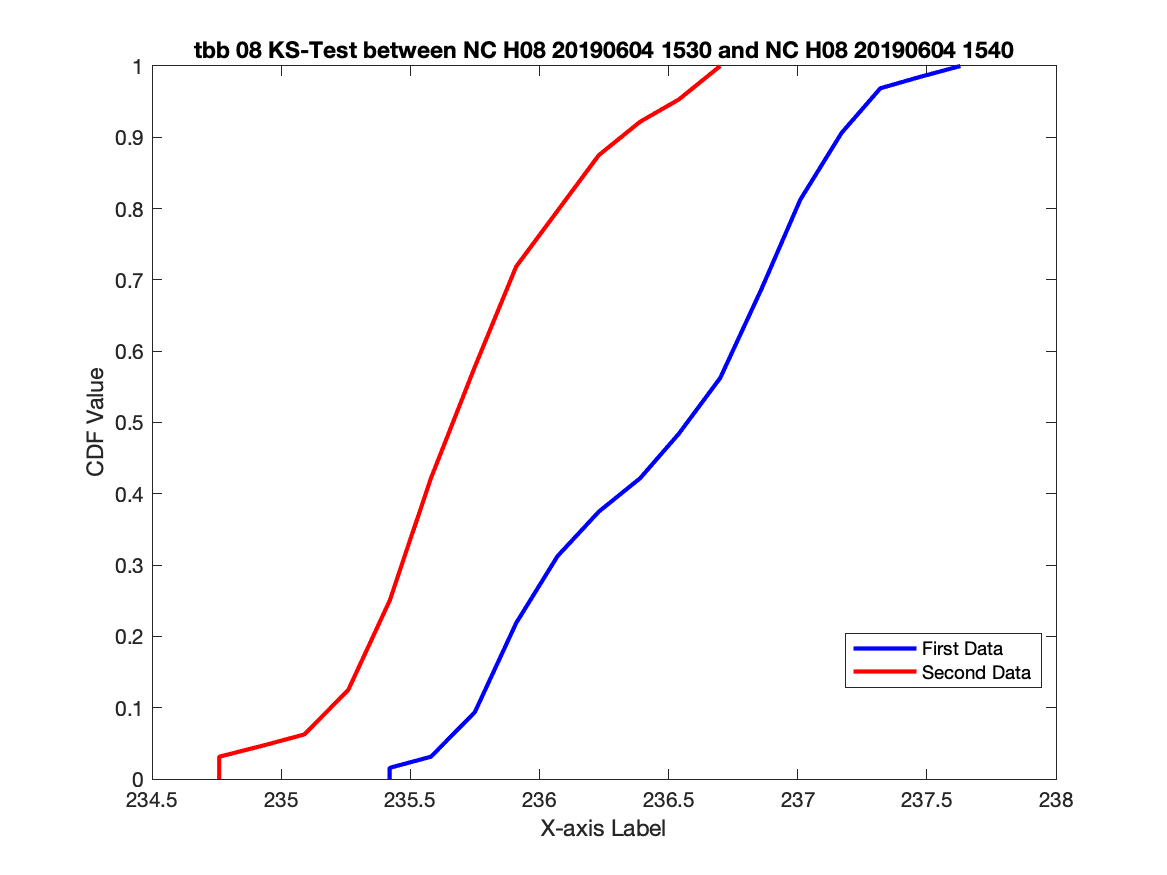 tbb 08 KS-Test between NC H08 20190604 1530 and NC H08 20190604 1540
1
0.9
0.8
0.7
0.6
0.5
0.4
0.3
0.2
0.1
0
CDF Value
First Data
Second Data
234.5 235 235.5 236 236.5 237 237.5 238
X-axis Label